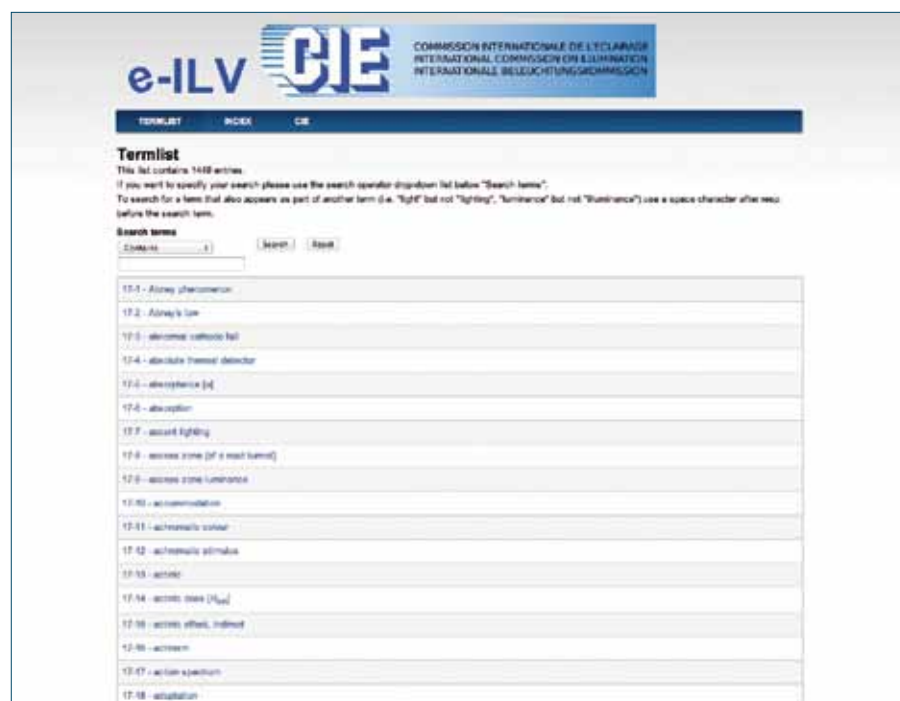 e-ILV
CIE
COMMISSION INTERNATIONALE DE L'ECLAIRAGE
INTERNATIONAL COMMISSION ON ILLUMINATION
INTERNATIONALE BELEUCHTUNGSKOMMISSION
TERMLIST INDEX CIE
Termlist
This list contains 1448 entries.
If you want to specify your search please use the search operator drop-down list below "Search terms".
To search for a term that also appears as part of another term (i.e. "light" but not "lighting", "luminance" but not "illuminance") use a space character after resp.
before the search term.
Search terms
Contains Search Reset
17-1 - Abney phenomenon
17-2 - Abney's law
17-3 - abnormal cathode fall
17-4 - absolute thermal detector
17-5 - absorptance [α]
17-6 - absorption
17-7 - accent lighting
17-8 - access zone (of a road tunnel)
17-9 - access zone luminance
17-10 - accommodation
17-11 - achromatic colour
17-12 - achromatic stimulus
17-13 - actinic
17-14 - actinic dose
17-15 - actinic effect, indirect
17-16 - actinism
17-17 - action spectrum
17-18 - adaptation